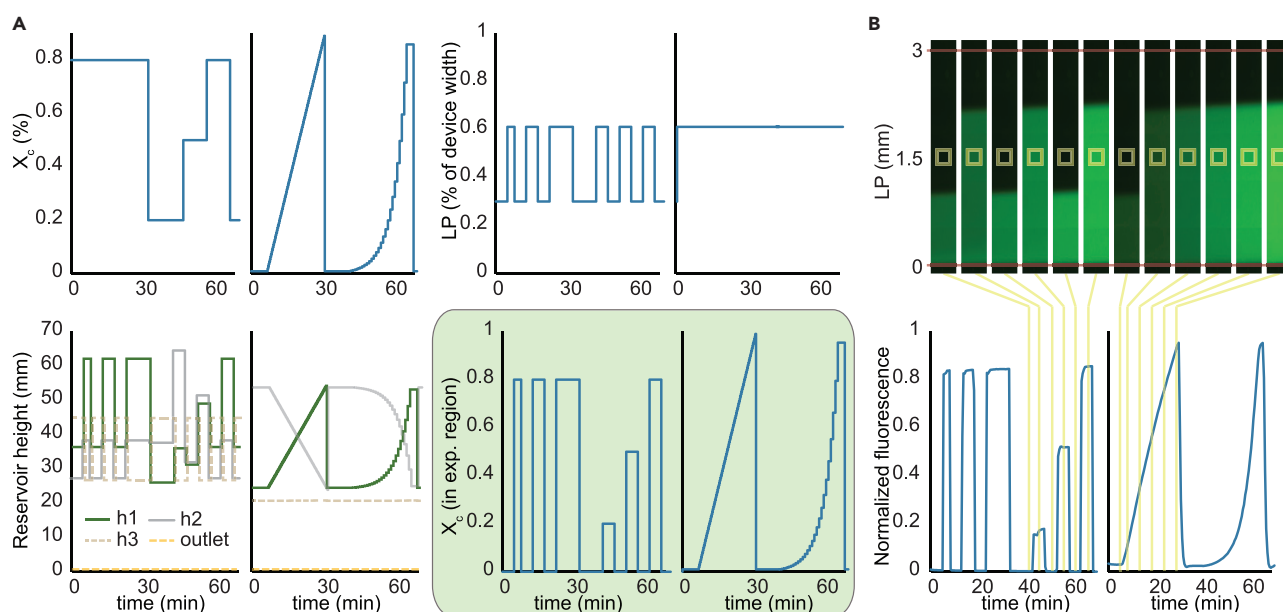 A
X_c (%)
0.8
0.6
0.4
0.2
0
0 30 60
0 30 60
LP (% of device width)
1
0.8
0.6
0.4
0.2
0
0 30 60
0 30 60
B
LP (mm)
3
1.5
0
Reservoir height (mm)
70
60
50
40
30
20
10
0
h1 h2
h3 outlet
0 30 60
time (min)
0 30 60
time (min)
X_c (in exp. region)
1
0.8
0.6
0.4
0.2
0
0 30 60
time (min)
0 30 60
time (min)
Normalized fluorescence
1
0.8
0.6
0.4
0.2
0
0 20 40 60
time (min)
0 20 40 60
time (min)